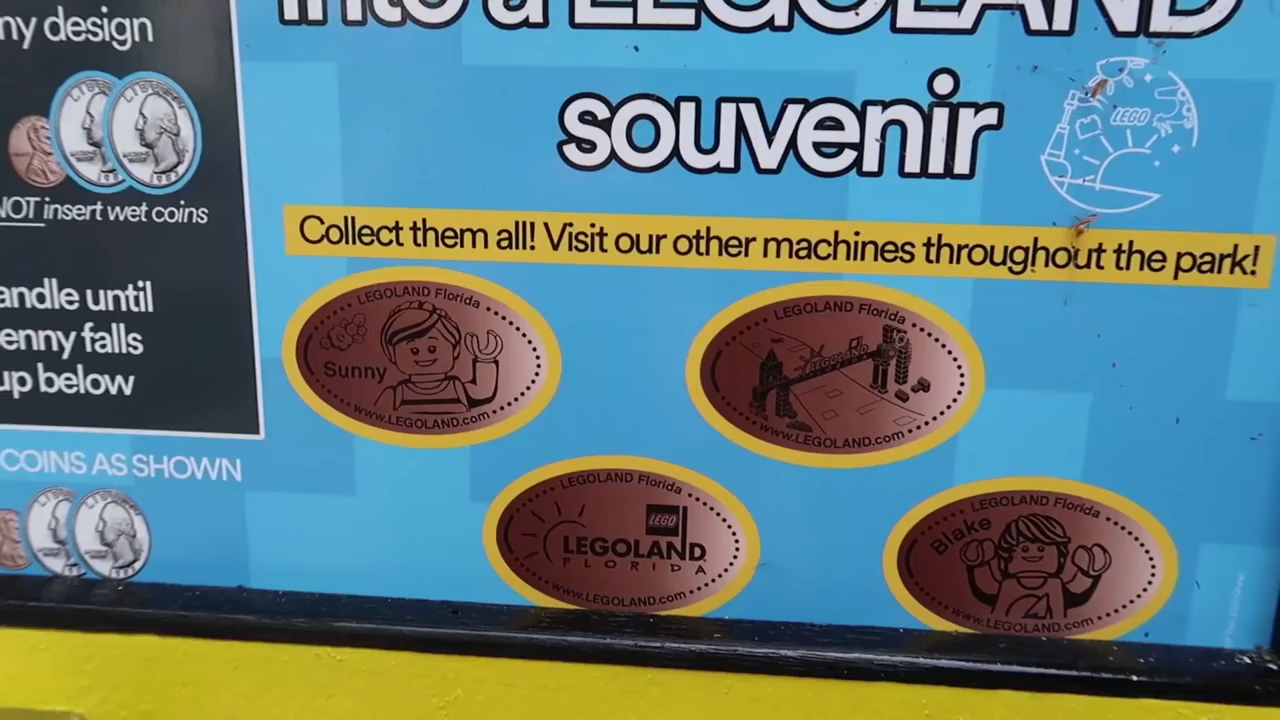 ny design
NOT insert wet coins
andle until
enny falls
up below
COINS AS SHOWN
into a LEGOLAND
souvenir
LEGO
Collect them all! Visit our other machines throughout the park!
LEGOLAND Florida
Sunny
www.LEGOLAND.com
LEGOLAND Florida
LEGOLAND
www.LEGOLAND.com
LEGOLAND Florida
LEGO
LEGOLAND
FLORIDA
www.LEGOLAND.com
LEGOLAND Florida
Blake
www.LEGOLAND.com